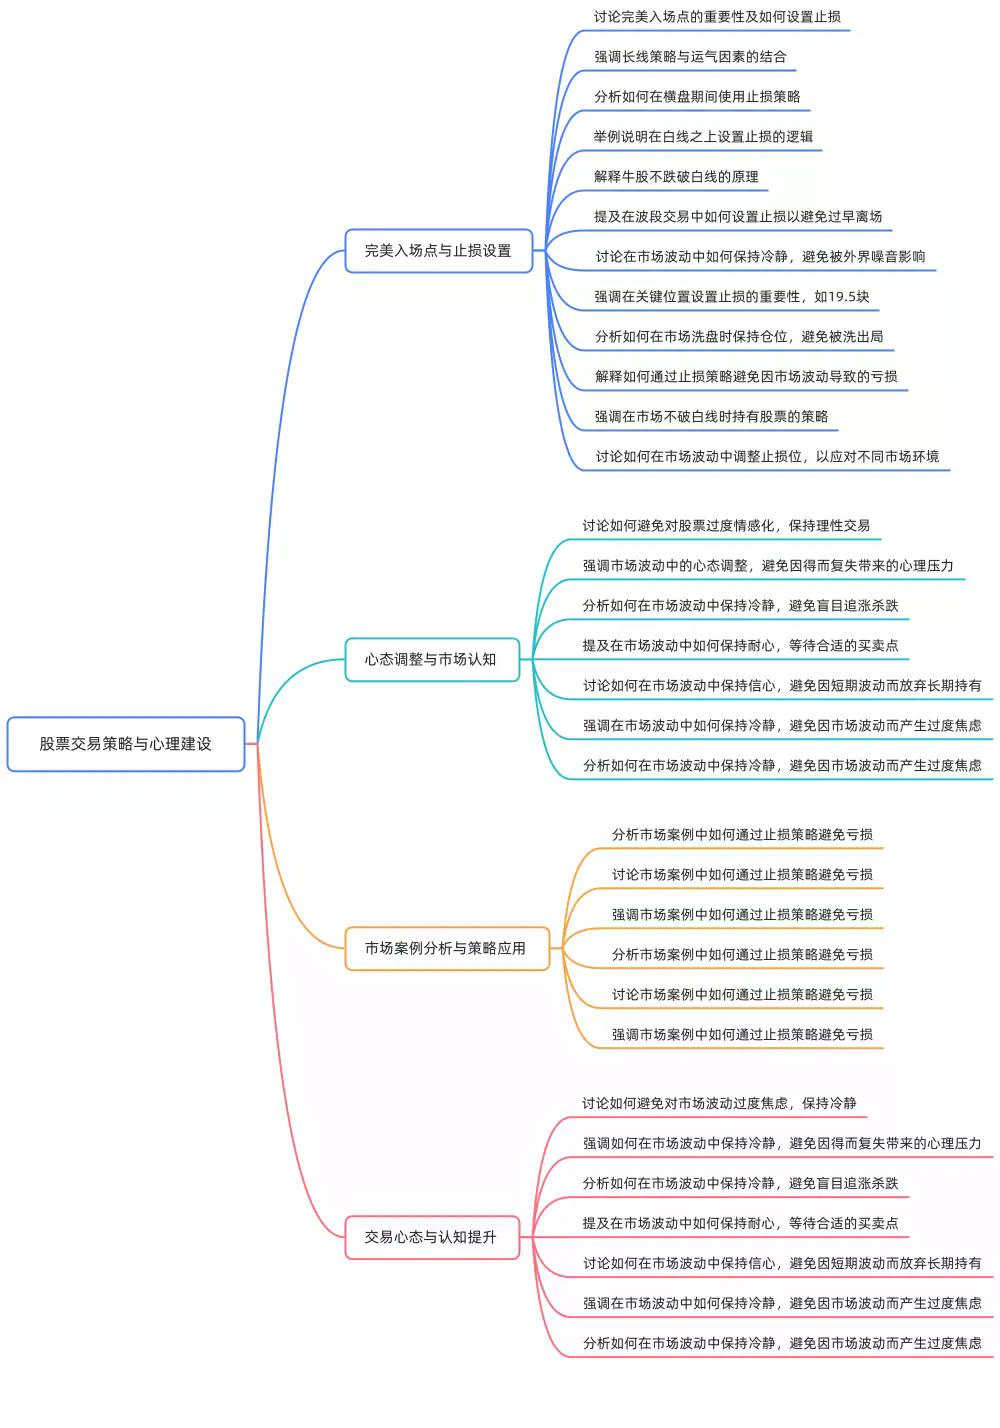 股票交易策略与心理建设
完美入场点与止损设置
讨论完美入场点的重要性及如何设置止损
强调长线策略与运气因素的结合
分析如何在横盘期间使用止损策略
举例说明在白线之上设置止损的逻辑
解释牛股不跌破白线的原理
提及在波段交易中如何设置止损以避免过早离场
讨论在市场波动中如何保持冷静，避免被外界噪音影响
强调在关键位置设置止损的重要性，如19.5块
分析如何在市场洗盘时保持仓位，避免被洗出局
解释如何通过止损策略避免因市场波动导致的亏损
强调在市场不破白线时持有股票的策略
讨论如何在市场波动中调整止损位，以应对不同市场环境
心态调整与市场认知
讨论如何避免对股票过度情感化，保持理性交易
强调市场波动中的心态调整，避免因得而复失带来的心理压力
分析如何在市场波动中保持冷静，避免盲目追涨杀跌
提及在市场波动中如何保持耐心，等待合适的买卖点
讨论如何在市场波动中保持信心，避免因短期波动而放弃长期持有
强调在市场波动中如何保持冷静，避免因市场波动而产生过度焦虑
分析如何在市场波动中保持冷静，避免因市场波动而产生过度焦虑
市场案例分析与策略应用
分析市场案例中如何通过止损策略避免亏损
讨论市场案例中如何通过止损策略避免亏损
强调市场案例中如何通过止损策略避免亏损
分析市场案例中如何通过止损策略避免亏损
讨论市场案例中如何通过止损策略避免亏损
强调市场案例中如何通过止损策略避免亏损
交易心态与认知提升
讨论如何避免对市场波动过度焦虑，保持冷静
强调如何在市场波动中保持冷静，避免因得而复失带来的心理压力
分析如何在市场波动中保持冷静，避免盲目追涨杀跌
提及在市场波动中如何保持耐心，等待合适的买卖点
讨论如何在市场波动中保持信心，避免因短期波动而放弃长期持有
强调在市场波动中如何保持冷静，避免因市场波动而产生过度焦虑
分析如何在市场波动中保持冷静，避免因市场波动而产生过度焦虑